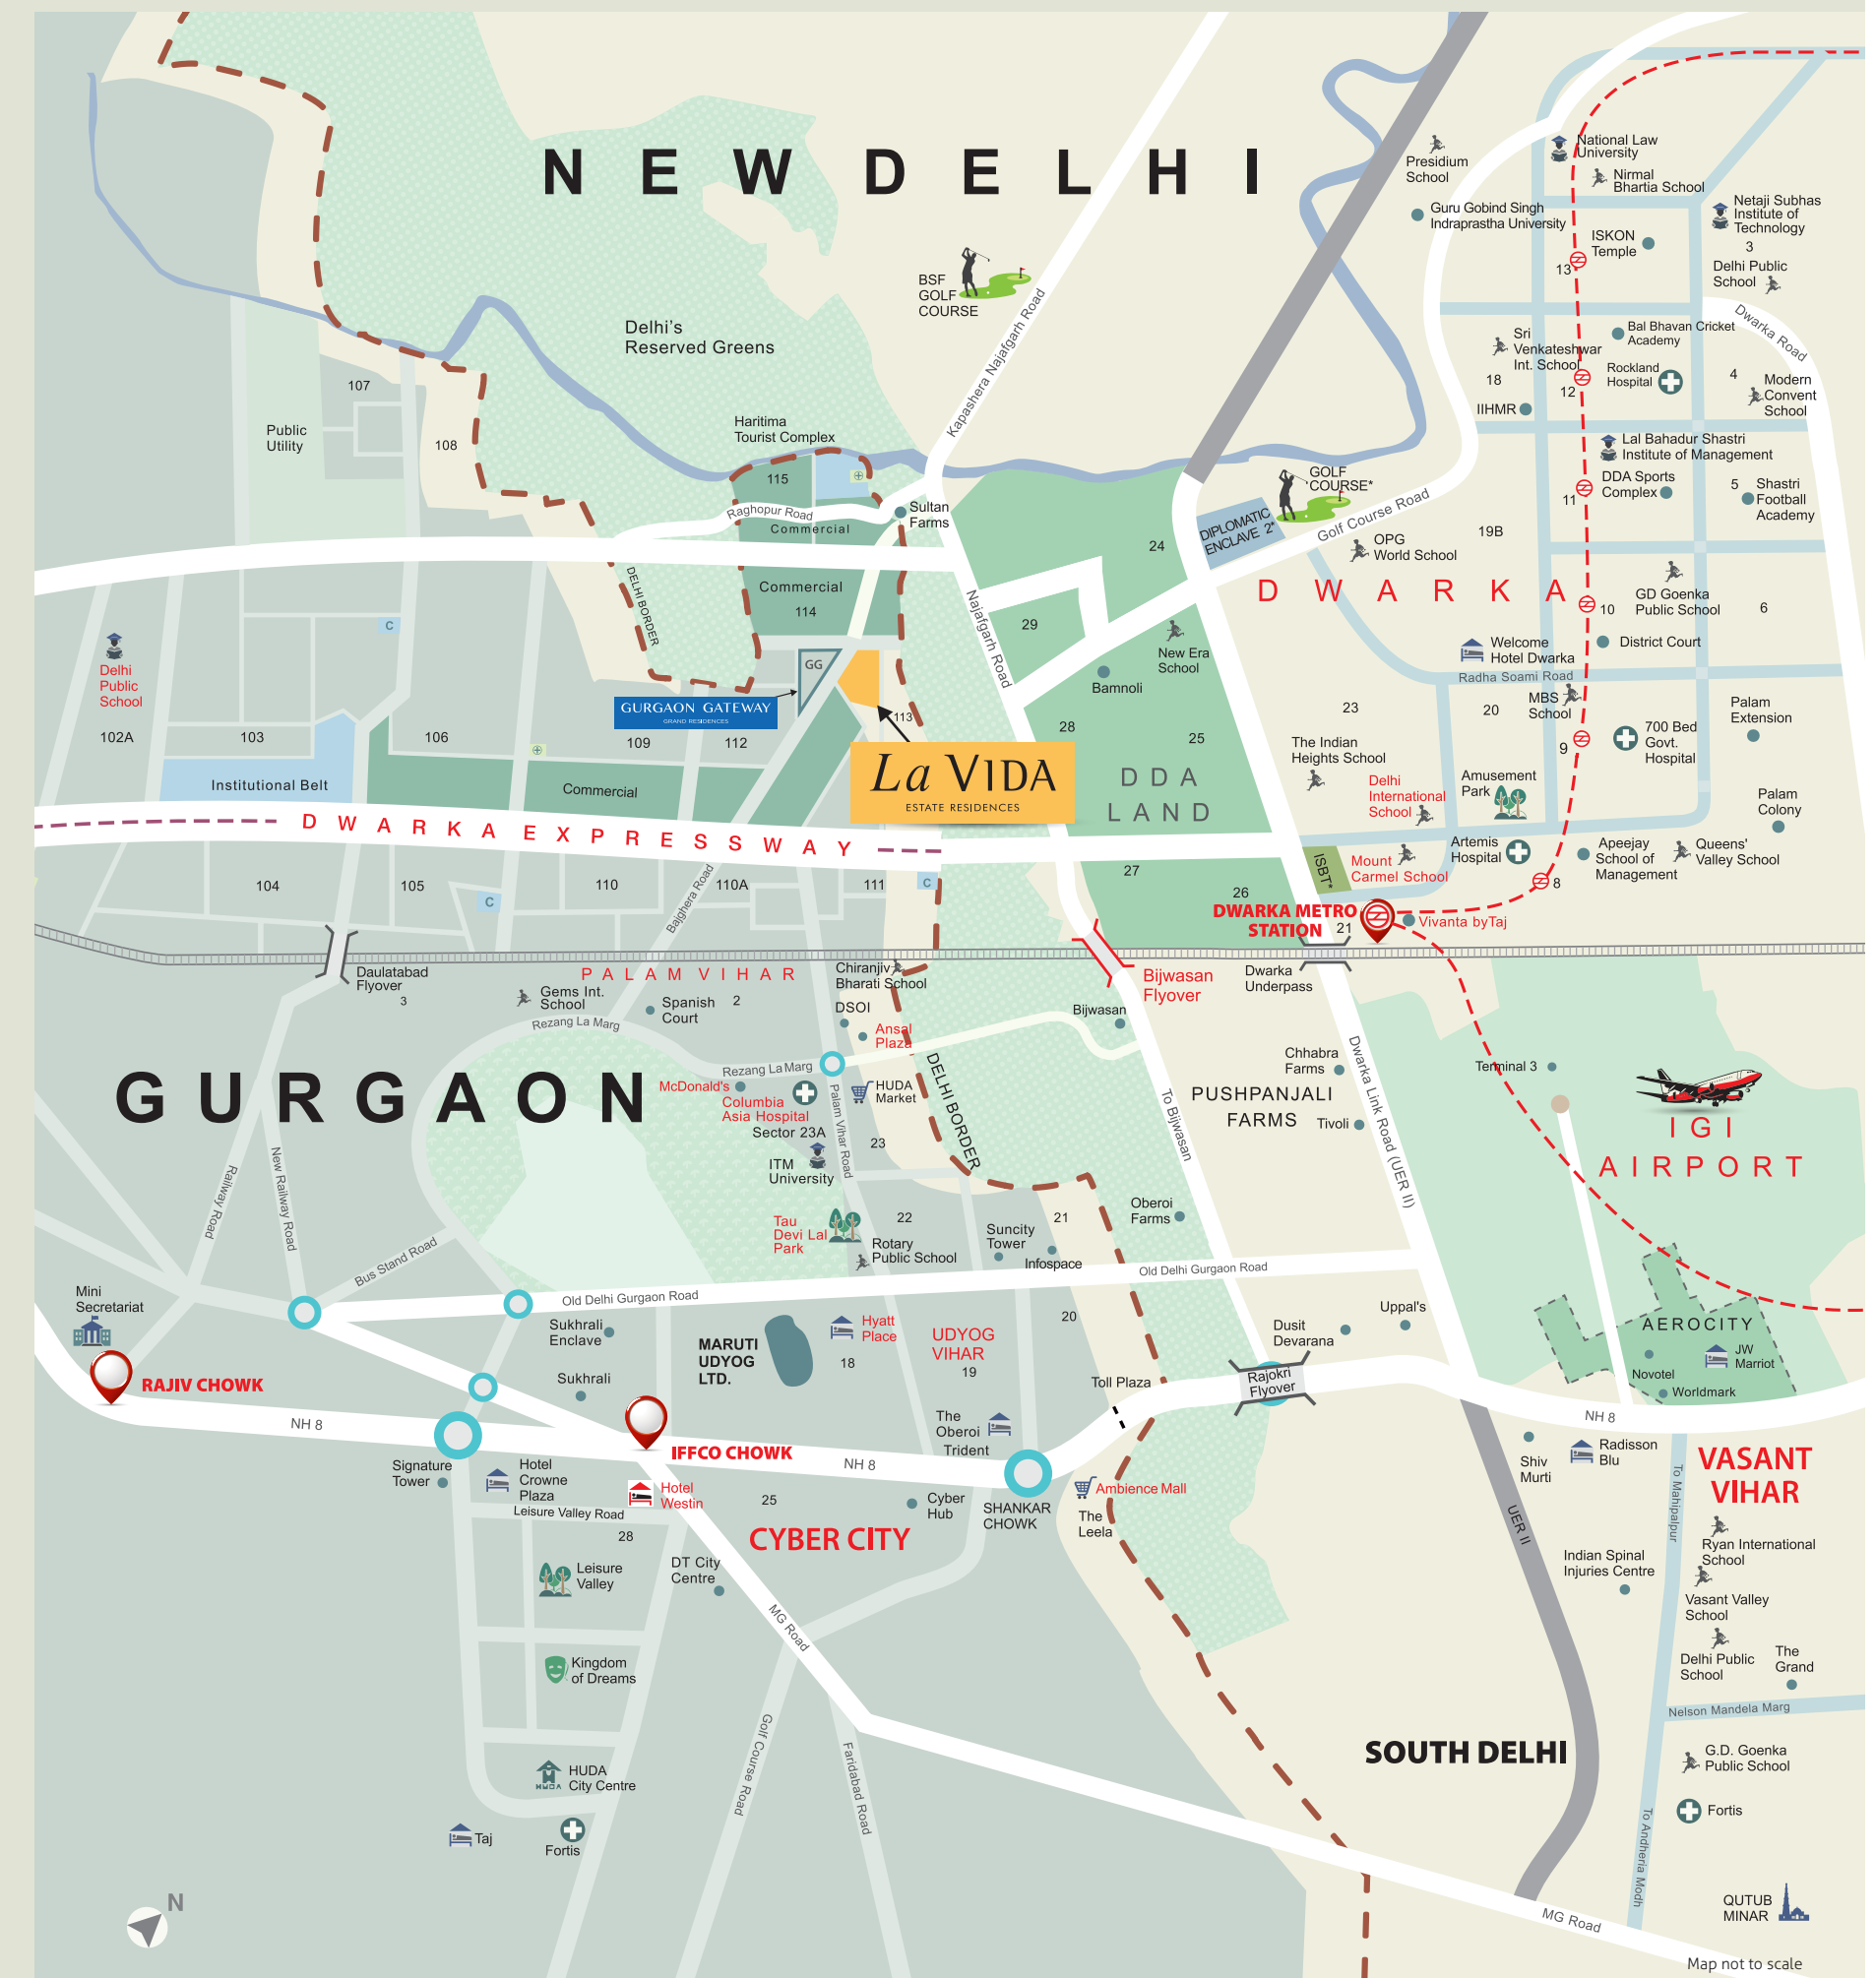 NEW DELHI
National Law
University
Presidium
School
Nirmal
Bhartia School
Guru Gobind Singh
Indraprastha University
Netaji Subhas
Institute of
Technology
3
ISKON
Temple
13
Delhi Public
School
BSF
GOLF
COURSE
Kapashera Najafgarh Road
Delhi's
Reserved Greens
Dwarka Road
Bal Bhavan Cricket
Academy
Sri
Venkateshwar
Int. School
18
12
Rockland
Hospital
4
Modern
Convent
School
IIHMR
107
Public
Utility
108
Haritima
Tourist Complex
115
Raghopur Road
Commercial
Sultan
Farms
Lal Bahadur Shastri
Institute of Management
DDA Sports
Complex
11
5
Shastri
Football
Academy
GOLF
COURSE*
DIPLOMATIC
ENCLAVE 2*
Golf Course Road
OPG
World School
19B
24
DWARKA
10
GD Goenka
Public School
6
DELHI BORDER
Commercial
114
Najafgarh Road
29
New Era
School
Bamnoli
Welcome
Hotel Dwarka
District Court
Radha Soami Road
C
Delhi
Public
School
GG
GURGAON GATEWAY
GRAND RESIDENCES
113
102A
103
106
109
112
28
25
23
20
MBS
School
9
700 Bed
Govt.
Hospital
Palam
Extension
The Indian
Heights School
La VIDA
ESTATE RESIDENCES
DDA
LAND
Institutional Belt
Commercial
Delhi
International
School
Amusement
Park
Palam
Colony
DWARKA EXPRESSWAY
Artemis
Hospital
Apeejay
School of
Management
Queens'
Valley School
ISBT*
Mount
Carmel School
8
104
105
110
110A
111
C
C
27
26
Bajghera Road
DWARKA METRO
STATION
21
Vivanta byTaj
Daulatabad
Flyover
3
PALAM VIHAR
Chiranjiv
Bharati School
Bijwasan
Flyover
Dwarka
Underpass
Gems Int.
School
Spanish
Court
2
DSOI
Ansal
Plaza
Bijwasan
Rezang La Marg
Rezang La Marg
McDonald's
Columbia
Asia Hospital
Sector 23A
HUDA
Market
Palam Vihar Road
23
DELHI BORDER
GURGAON
ITM
University
Chhabra
Farms
PUSHPANJALI
FARMS
Tivoli
To Bijwasan
Dwarka Link Road (UER II)
Terminal 3
IGI
AIRPORT
Railway Road
New Railway Road
Bus Stand Road
Tau
Devi Lal
Park
22
Rotary
Public School
Suncity
Tower
21
Infospace
Oberoi
Farms
Old Delhi Gurgaon Road
Old Delhi Gurgaon Road
Mini
Secretariat
RAJIV CHOWK
Sukhrali
Enclave
MARUTI
UDYOG
LTD.
Hyatt
Place
18
UDYOG
VIHAR
19
20
Dusit
Devarana
Uppal's
AEROCITY
JW
Marriot
Novotel
Worldmark
Sukhrali
Toll Plaza
Rajokri
Flyover
NH 8
NH 8
NH 8
IFFCO CHOWK
The
Oberoi
Trident
Signature
Tower
Hotel
Crowne
Plaza
Leisure Valley Road
28
Hotel
Westin
25
CYBER CITY
Cyber
Hub
SHANKAR
CHOWK
Ambience Mall
The
Leela
Shiv
Murti
Radisson
Blu
VASANT
VIHAR
To Mahipalpur
UER II
Ryan International
School
Indian Spinal
Injuries Centre
Vasant Valley
School
Delhi Public
School
The
Grand
Leisure
Valley
DT City
Centre
MG Road
Kingdom
of Dreams
Nelson Mandela Marg
SOUTH DELHI
G.D. Goenka
Public School
Fortis
HUDA
HUDA
City Centre
Golf Course Road
Faridabad Road
Taj
Fortis
To Andheria Modh
N
QUTUB
MINAR
MG Road
Map not to scale